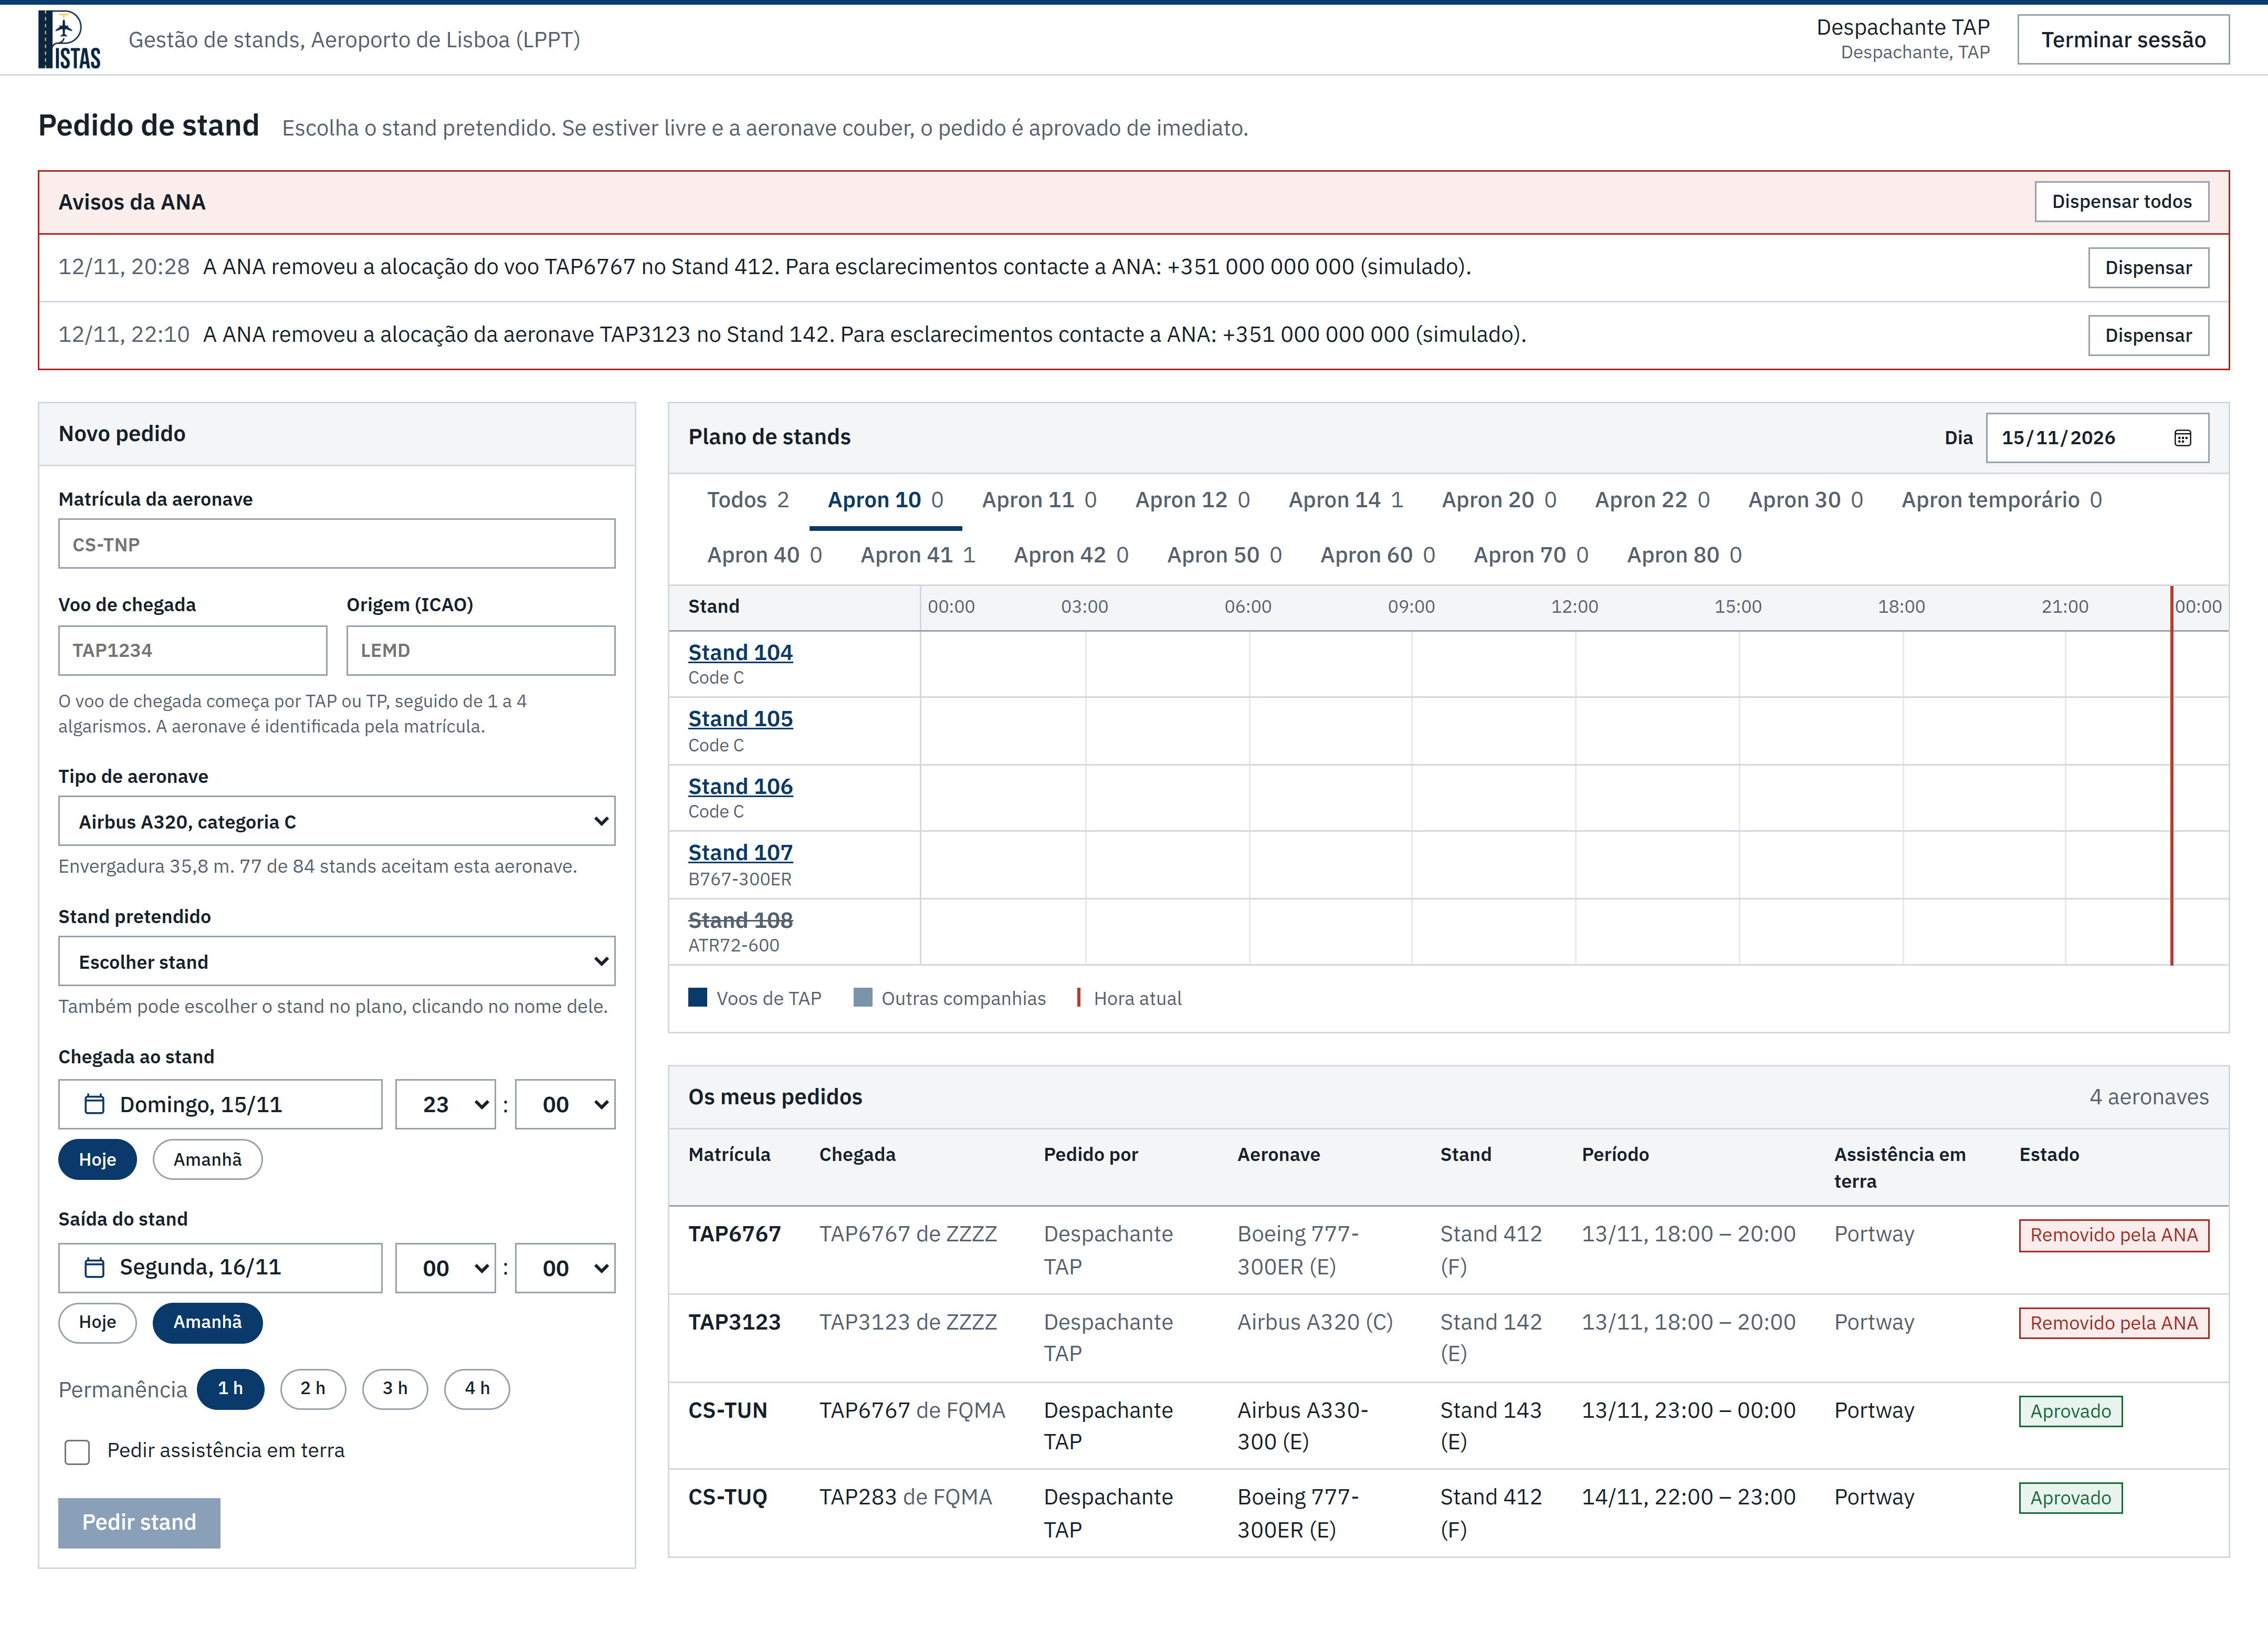 PISTAS
Gestão de stands, Aeroporto de Lisboa (LPPT)
Despachante TAP
Despachante, TAP
Terminar sessão
Pedido de stand
Escolha o stand pretendido. Se estiver livre e a aeronave couber, o pedido é aprovado de imediato.
Avisos da ANA
Dispensar todos
12/11, 20:28 A ANA removeu a alocação do voo TAP6767 no Stand 412. Para esclarecimentos contacte a ANA: +351 000 000 000 (simulado).
Dispensar
12/11, 22:10 A ANA removeu a alocação da aeronave TAP3123 no Stand 142. Para esclarecimentos contacte a ANA: +351 000 000 000 (simulado).
Dispensar
Novo pedido
Matrícula da aeronave
CS-TNP
Voo de chegada Origem (ICAO)
TAP1234 LEMD
O voo de chegada começa por TAP ou TP, seguido de 1 a 4
algarismos. A aeronave é identificada pela matrícula.
Tipo de aeronave
Airbus A320, categoria C
Envergadura 35,8 m. 77 de 84 stands aceitam esta aeronave.
Stand pretendido
Escolher stand
Também pode escolher o stand no plano, clicando no nome dele.
Chegada ao stand
Domingo, 15/11 23 : 00
Hoje Amanhã
Saída do stand
Segunda, 16/11 00 : 00
Hoje Amanhã
Permanência 1 h 2 h 3 h 4 h
Pedir assistência em terra
Pedir stand
Plano de stands
Dia 15/11/2026
Todos 2 Apron 10 0 Apron 11 0 Apron 12 0 Apron 14 1 Apron 20 0 Apron 22 0 Apron 30 0 Apron temporário 0
Apron 40 0 Apron 41 1 Apron 42 0 Apron 50 0 Apron 60 0 Apron 70 0 Apron 80 0
Stand 00:00 03:00 06:00 09:00 12:00 15:00 18:00 21:00 00:00
Stand 104
Code C
Stand 105
Code C
Stand 106
Code C
Stand 107
B767-300ER
Stand 108
ATR72-600
Voos de TAP Outras companhias Hora atual
Os meus pedidos
4 aeronaves
Matrícula Chegada Pedido por Aeronave Stand Período Assistência em Estado
terra
TAP6767 TAP6767 de ZZZZ Despachante Boeing 777- Stand 412 13/11, 18:00 – 20:00 Portway Removido pela ANA
TAP 300ER (E) (F)
TAP3123 TAP3123 de ZZZZ Despachante Airbus A320 (C) Stand 142 13/11, 18:00 – 20:00 Portway Removido pela ANA
TAP (E)
CS-TUN TAP6767 de FQMA Despachante Airbus A330- Stand 143 13/11, 23:00 – 00:00 Portway Aprovado
TAP 300 (E) (E)
CS-TUQ TAP283 de FQMA Despachante Boeing 777- Stand 412 14/11, 22:00 – 23:00 Portway Aprovado
TAP 300ER (E) (F)